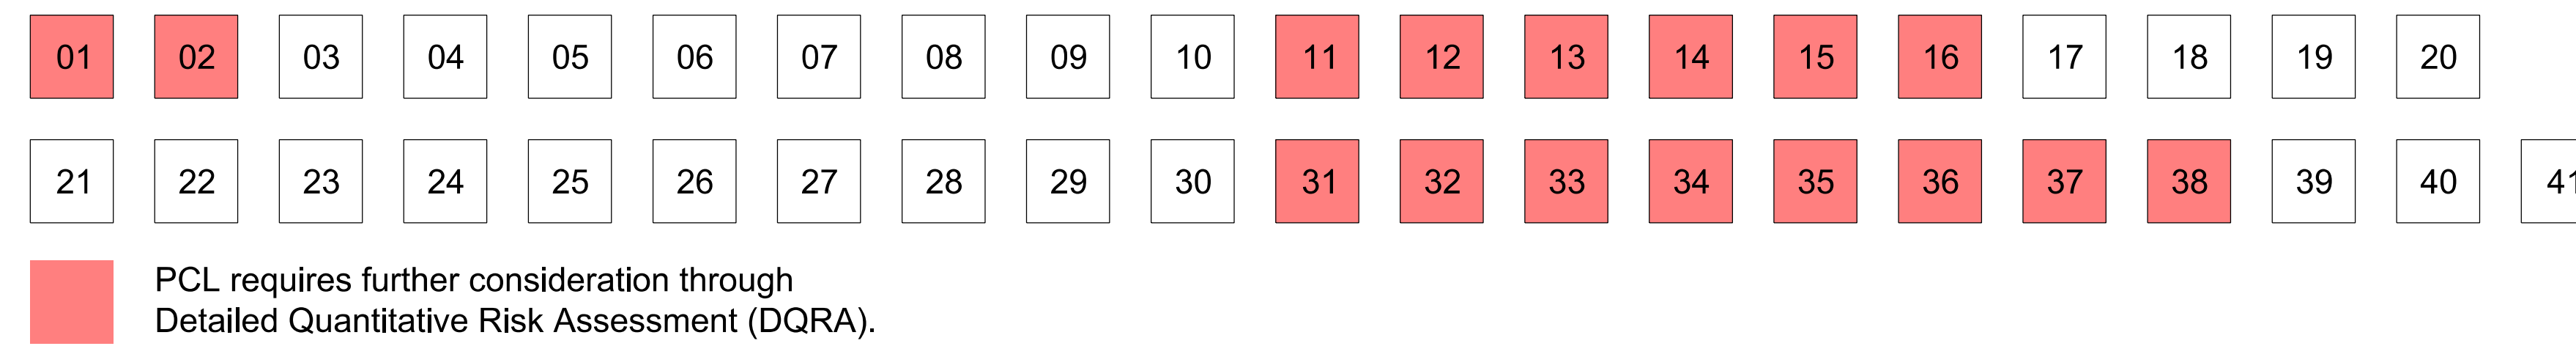 01 02 03 04 05 06 07 08 09 10 11 12 13 14 15 16 17 18 19 20
21 22 23 24 25 26 27 28 29 30 31 32 33 34 35 36 37 38 39 40 41
PCL requires further consideration through
Detailed Quantitative Risk Assessment (DQRA).